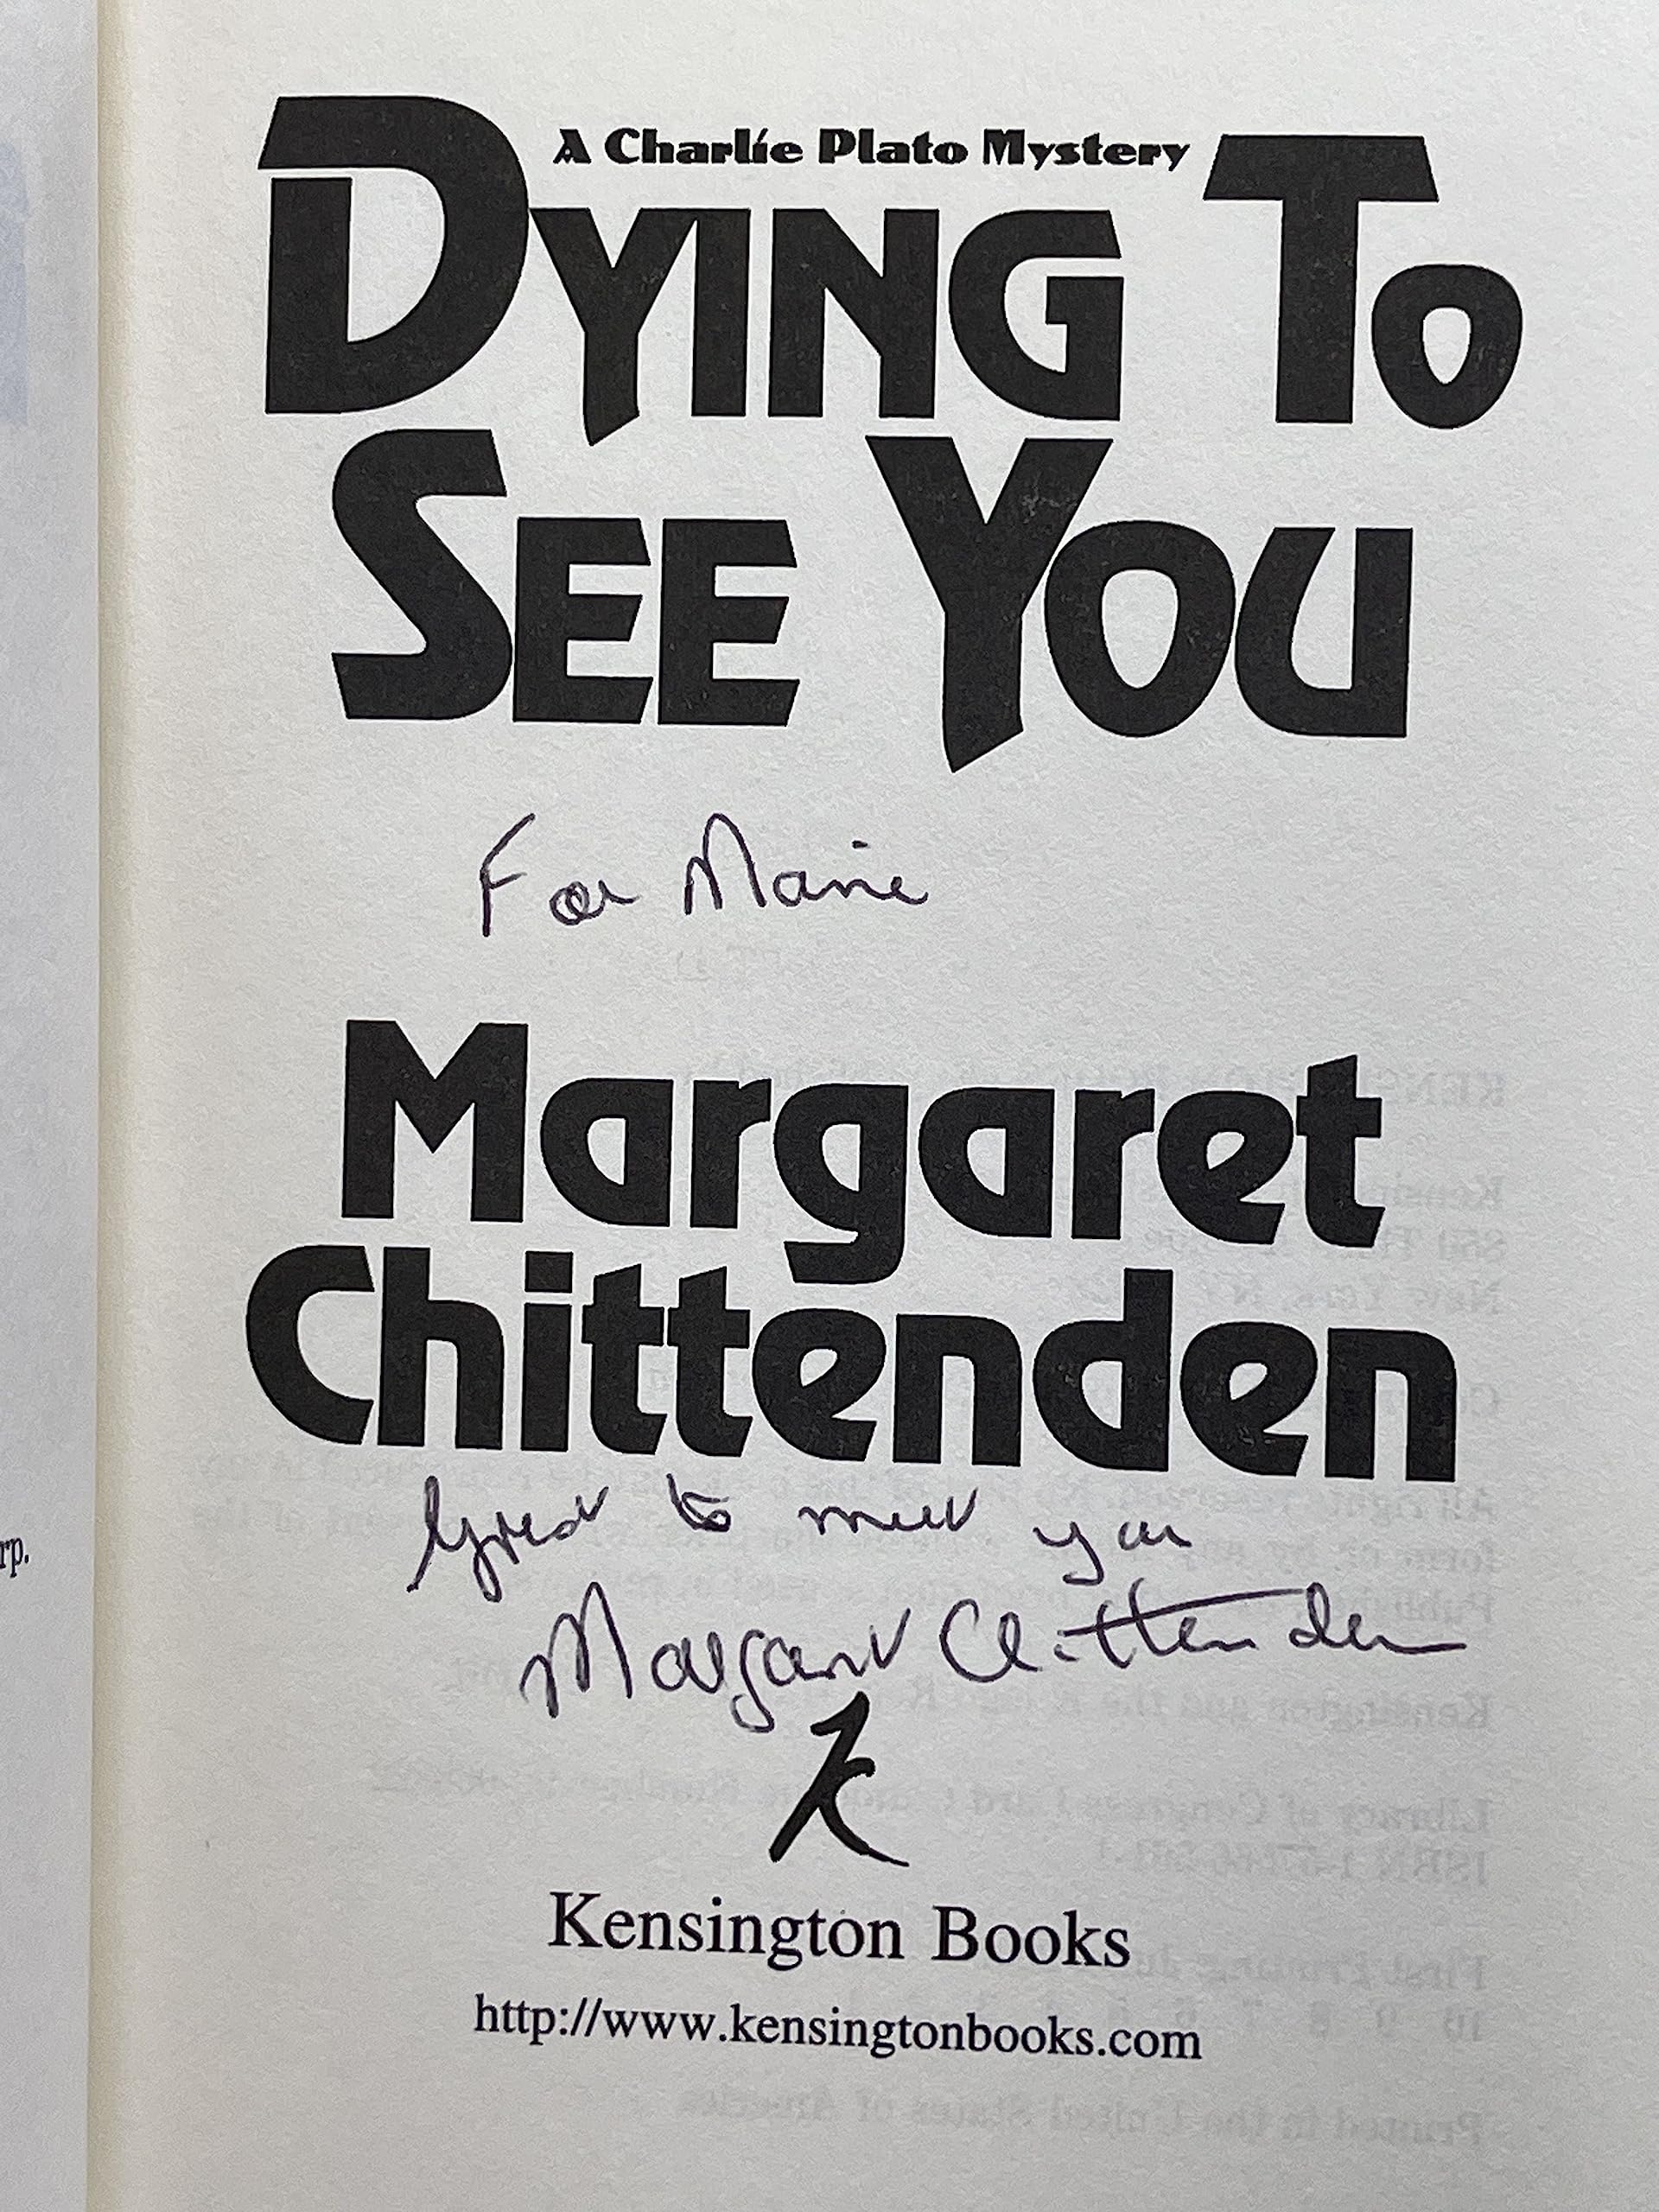 A Charlie Plato Mystery
DYING TO
SEE YOU
For Marie
Margaret
Chittenden
Great to meet you
Margaret Chittenden
rp.
K
Kensington Books
http://www.kensingtonbooks.com